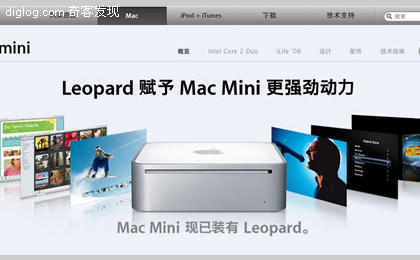 diglog.com 奇客发现
Mac
iPod + iTunes
下载
技术支持
搜索
mini
概览
Intel Core 2 Duo
iLife '08
设计
配件
技术规格
Leopard 赋予 Mac Mini 更强劲动力
Mac Mini 现已装有 Leopard。